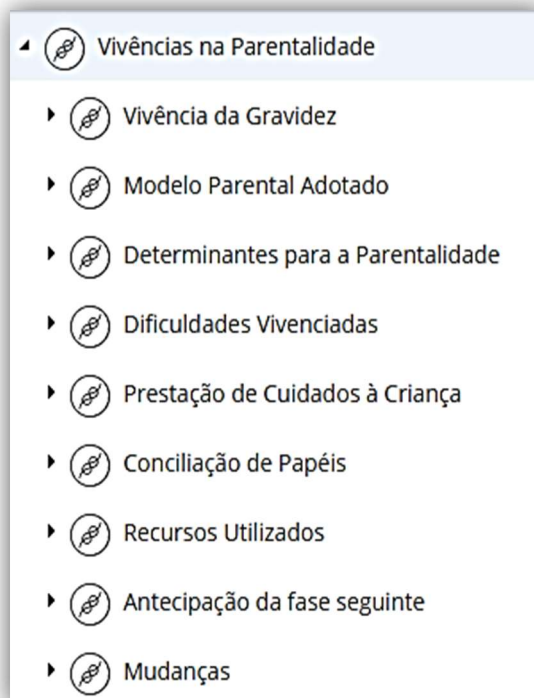 Vivências na Parentalidade
Vivência da Gravidez
Modelo Parental Adotado
Determinantes para a Parentalidade
Dificuldades Vivenciadas
Prestação de Cuidados à Criança
Conciliação de Papéis
Recursos Utilizados
Antecipação da fase seguinte
Mudanças